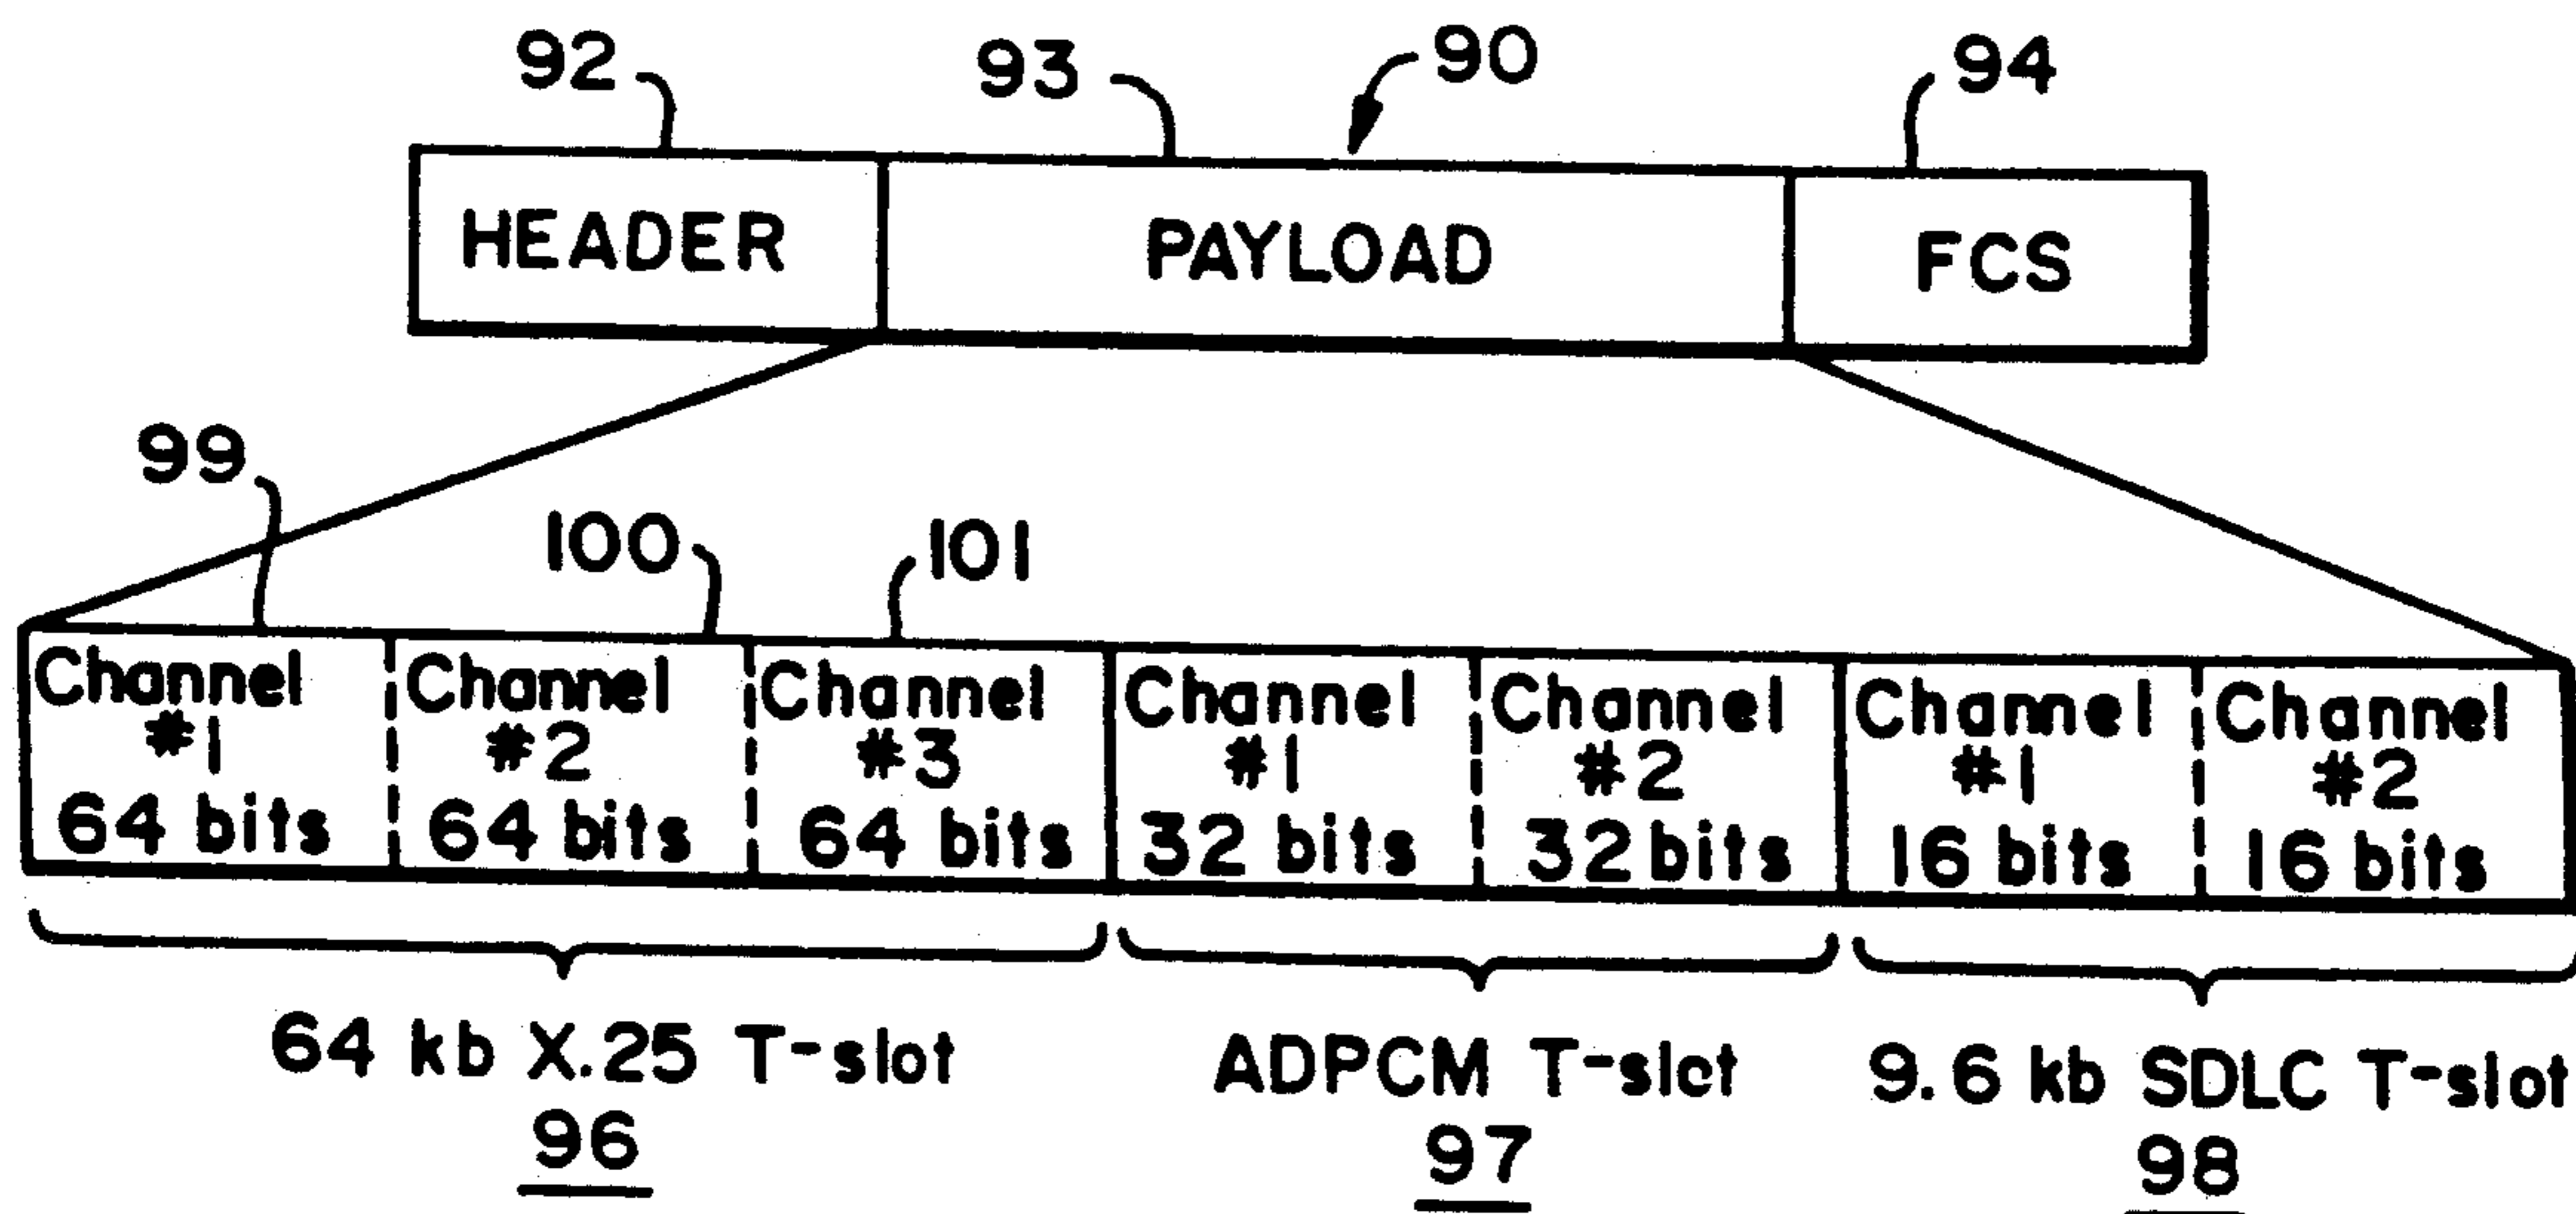 92 93 90 94
HEADER PAYLOAD FCS
99 100 101
Channel #1 64 bits
Channel #2 64 bits
Channel #3 64 bits
Channel #1 32 bits
Channel #2 32 bits
Channel #1 16 bits
Channel #2 16 bits
64 kb X.25 T-slot
96
ADPCM T-slot
97
9.6 kb SDLC T-slot
98